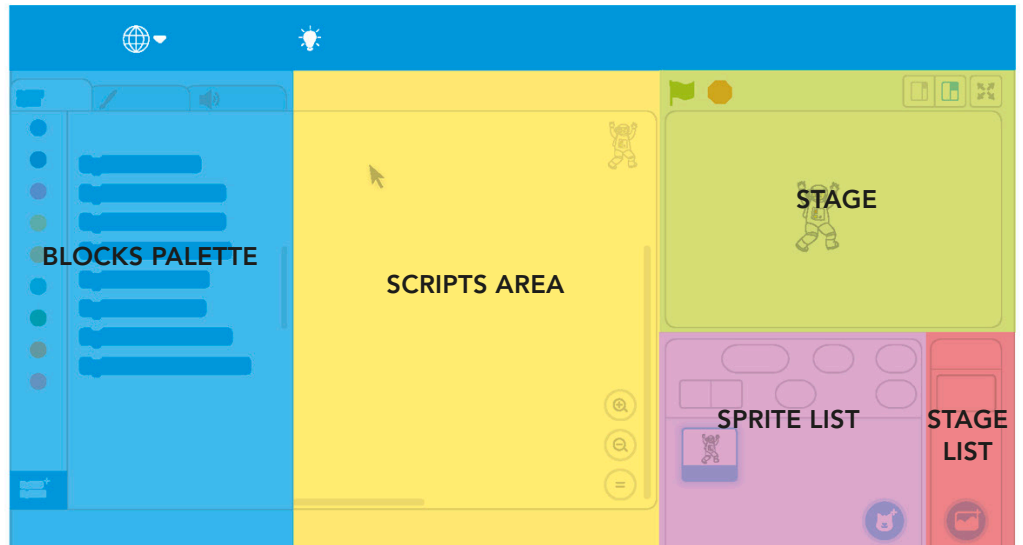 STAGE
BLOCKS PALETTE
SCRIPTS AREA
SPRITE LIST
STAGE
LIST